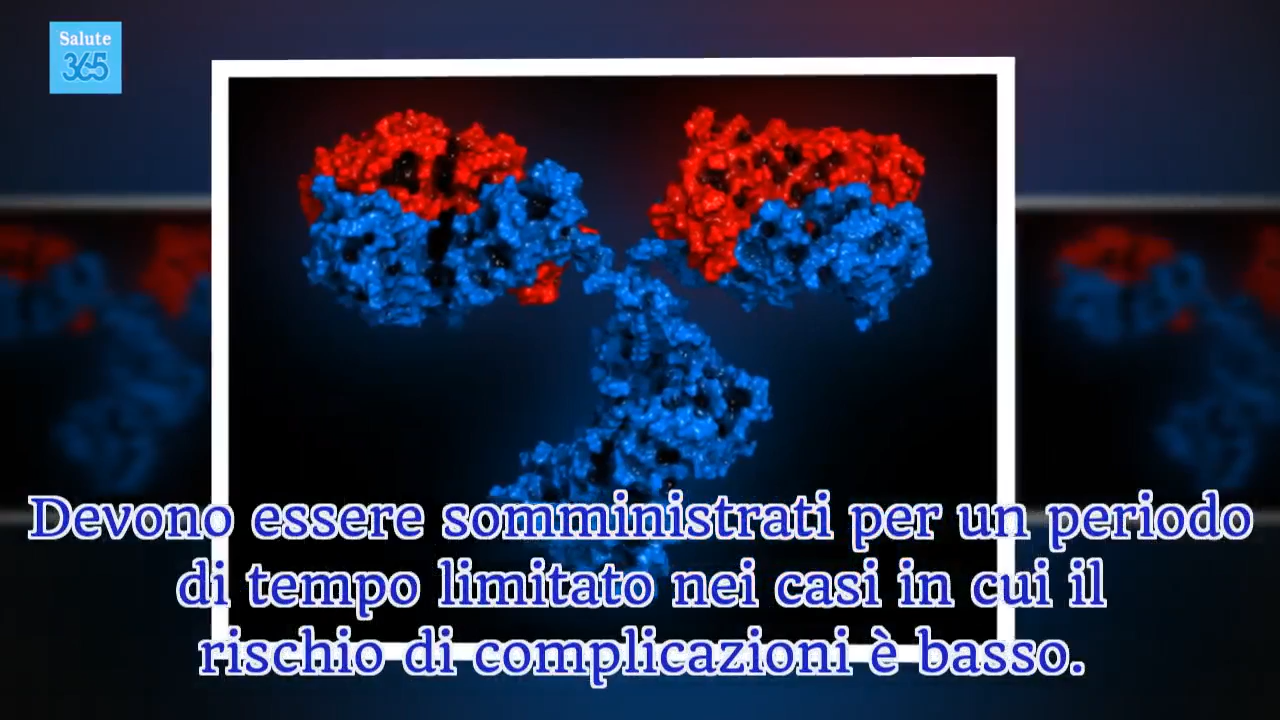 Salute
365
Devono essere somministrati per un periodo
di tempo limitato nei casi in cui il
rischio di complicazioni è basso.